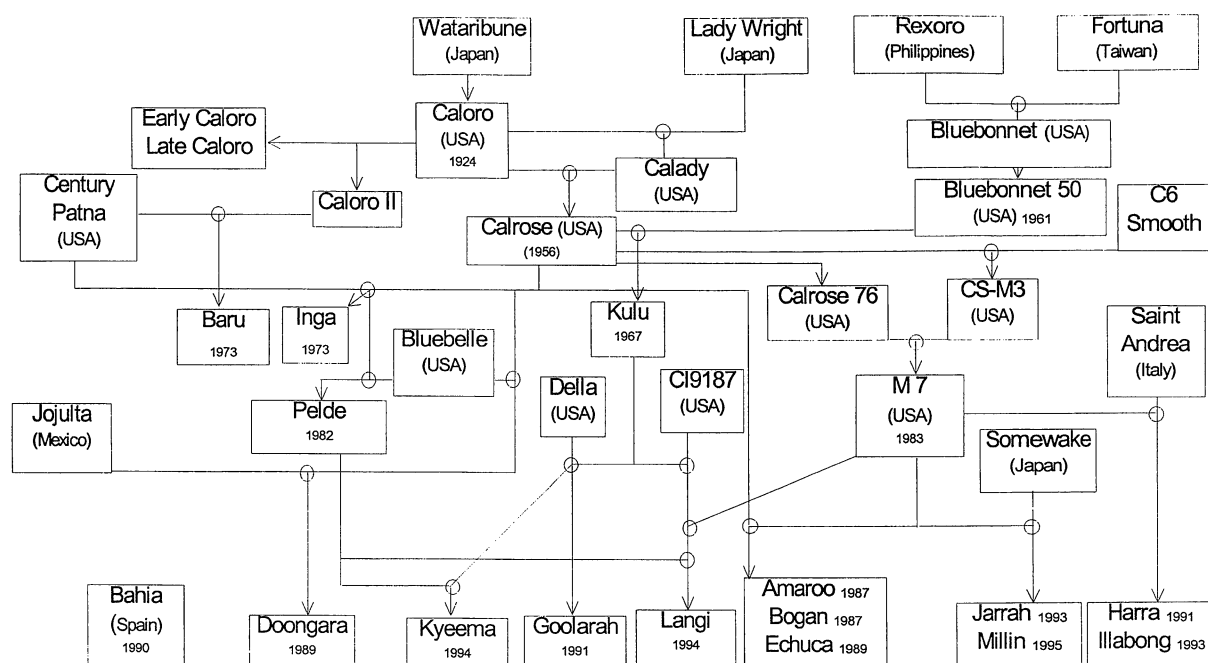 Wataribune
(Japan)
Lady Wright
(Japan)
Rexoro
(Philippines)
Fortuna
(Taiwan)
Early Caloro
Late Caloro
Caloro
(USA)
1924
Bluebonnet (USA)
Century
Patna
(USA)
Caloro II
Calady
(USA)
Bluebonnet 50
(USA) 1961
C6
Smooth
Calrose (USA)
(1956)
Baru
1973
Inga
1973
Bluebelle
(USA)
Kulu
1967
Calrose 76
(USA)
CS-M3
(USA)
Saint
Andrea
(Italy)
Jojulta
(Mexico)
Pelde
1982
Della
(USA)
CI9187
(USA)
M 7
(USA)
1983
Somewake
(Japan)
Bahia
(Spain)
1990
Doongara
1989
Kyeema
1994
Goolarah
1991
Langi
1994
Amaroo 1987
Bogan 1987
Echuca 1989
Jarrah 1993
Millin 1995
Harra 1991
Illabong 1993